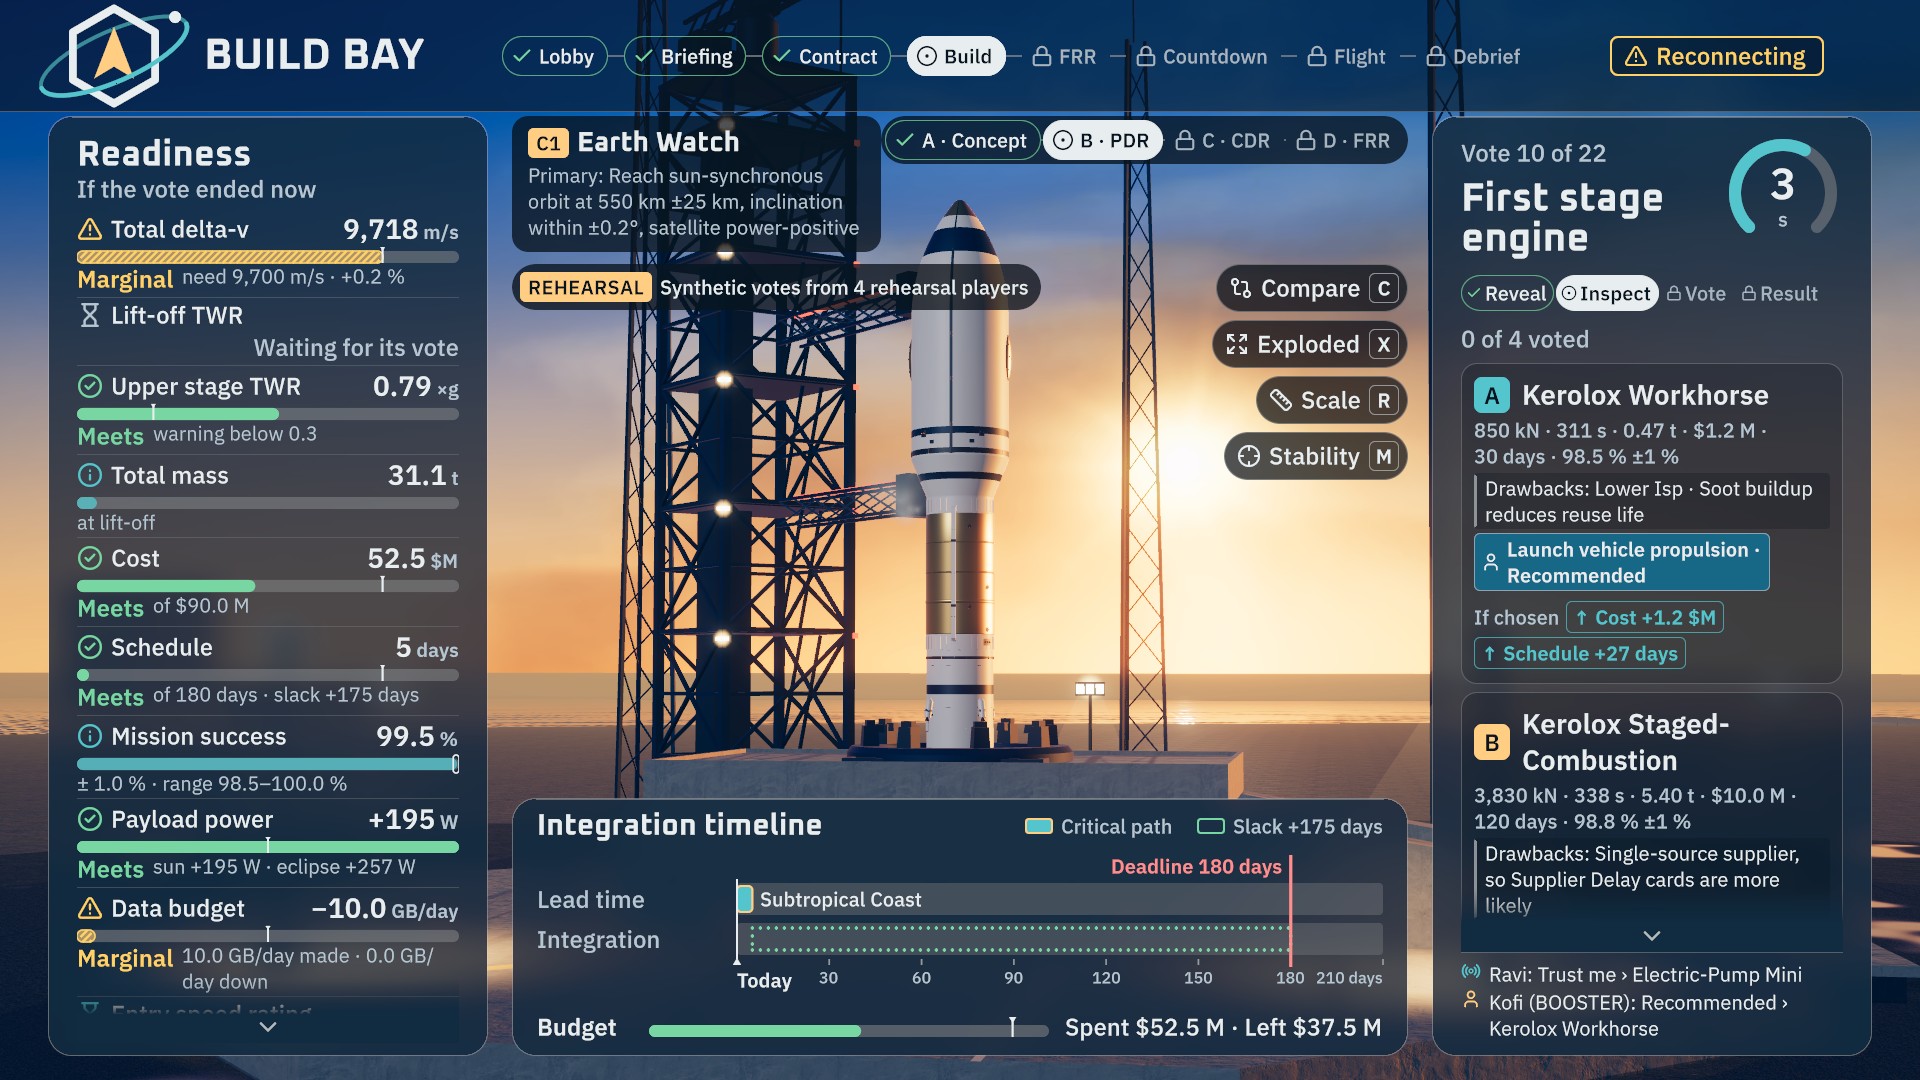 BUILD BAY
Lobby
Briefing
Contract
Build
FRR
Countdown
Flight
Debrief
Reconnecting
Readiness
If the vote ended now
Total delta-v 9,718 m/s
Marginal need 9,700 m/s · +0.2 %
Lift-off TWR
Waiting for its vote
Upper stage TWR 0.79 ×g
Meets warning below 0.3
Total mass 31.1 t
at lift-off
Cost 52.5 $M
Meets of $90.0 M
Schedule 5 days
Meets of 180 days · slack +175 days
Mission success 99.5 %
± 1.0 % · range 98.5–100.0 %
Payload power +195 W
Meets sun +195 W · eclipse +257 W
Data budget −10.0 GB/day
Marginal 10.0 GB/day made · 0.0 GB/
day down
Entry speed rating
C1 Earth Watch
Primary: Reach sun-synchronous
orbit at 550 km ±25 km, inclination
within ±0.2°, satellite power-positive
A · Concept
B · PDR
C · CDR
D · FRR
REHEARSAL Synthetic votes from 4 rehearsal players
Compare C
Exploded X
Scale R
Stability M
Integration timeline
Critical path
Slack +175 days
Deadline 180 days
Lead time
Subtropical Coast
Integration
Today 30 60 90 120 150 180 210 days
Budget
Spent $52.5 M · Left $37.5 M
Vote 10 of 22
First stage
engine
3
s
Reveal
Inspect
Vote
Result
0 of 4 voted
A Kerolox Workhorse
850 kN · 311 s · 0.47 t · $1.2 M ·
30 days · 98.5 % ±1 %
Drawbacks: Lower Isp · Soot buildup
reduces reuse life
Launch vehicle propulsion ·
Recommended
If chosen ↑ Cost +1.2 $M
↑ Schedule +27 days
B Kerolox Staged-
Combustion
3,830 kN · 338 s · 5.40 t · $10.0 M ·
120 days · 98.8 % ±1 %
Drawbacks: Single-source supplier,
so Supplier Delay cards are more
likely
Ravi: Trust me › Electric-Pump Mini
Kofi (BOOSTER): Recommended ›
Kerolox Workhorse